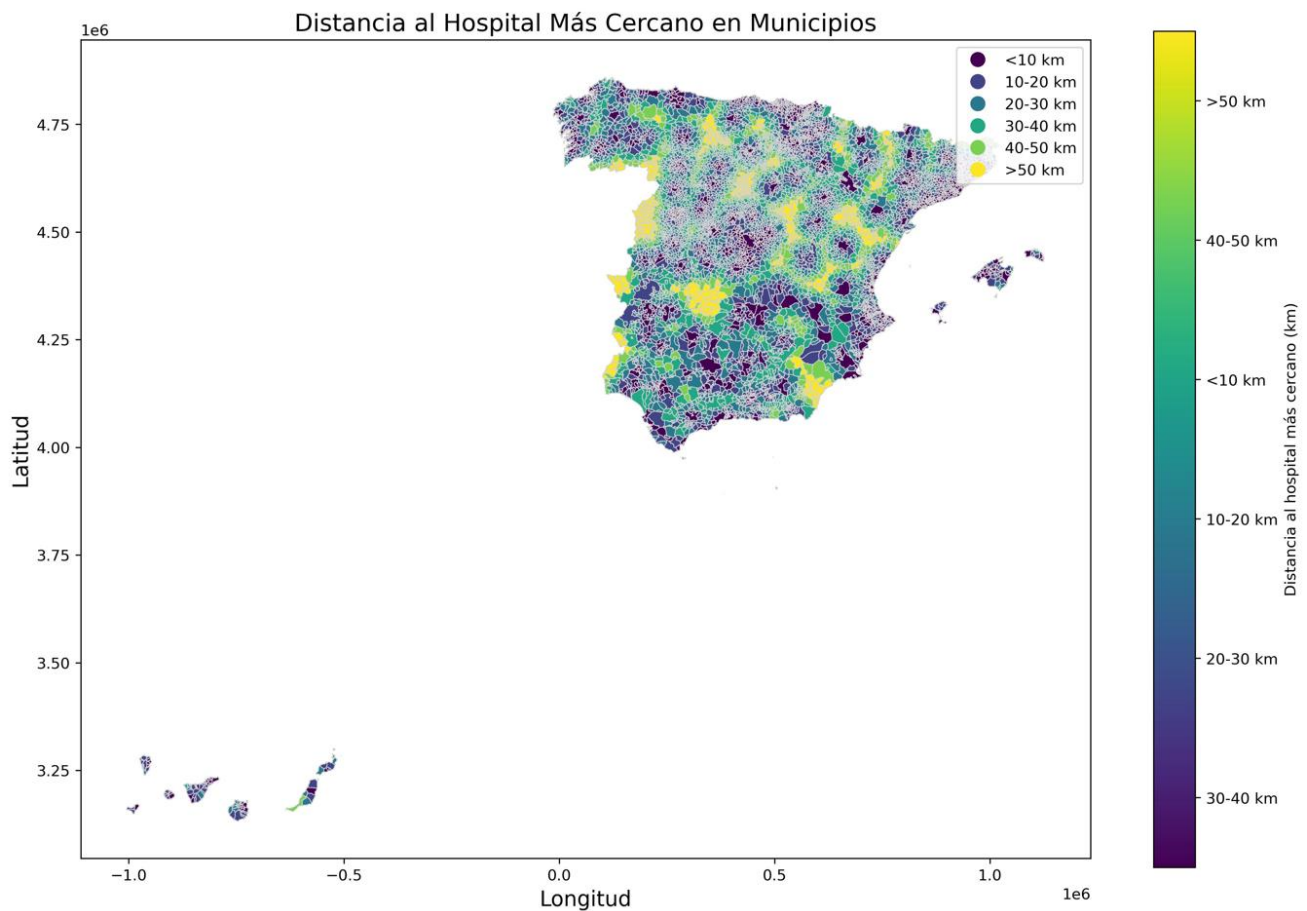 Distancia al Hospital Más Cercano en Municipios
1e6
<10 km
10-20 km
20-30 km
30-40 km
40-50 km
>50 km
4.75
4.50
4.25
4.00
3.75
3.50
3.25
Latitud
−1.0
−0.5
0.0
0.5
1.0
1e6
Longitud
>50 km
40-50 km
<10 km
10-20 km
20-30 km
30-40 km
Distancia al hospital más cercano (km)